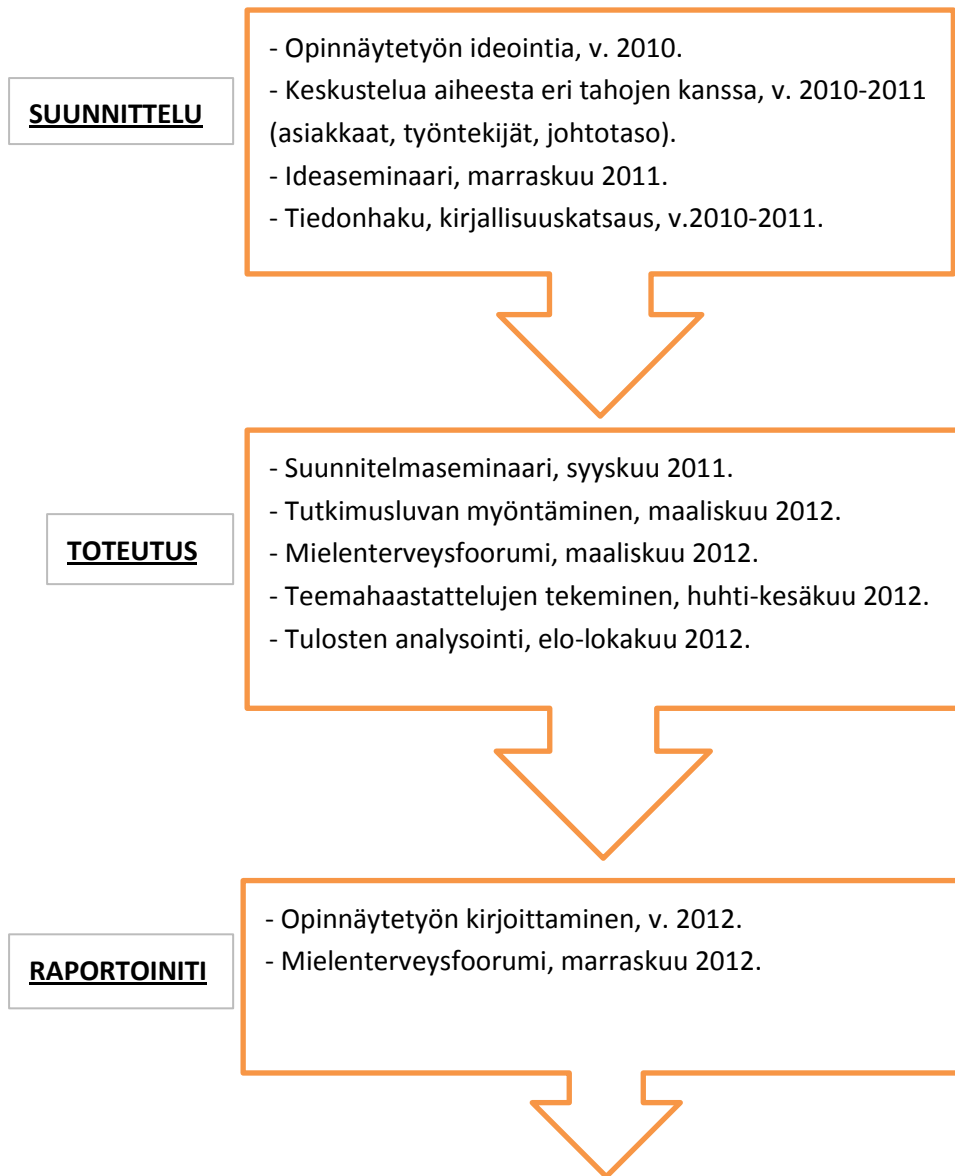 SUUNNITTELU
- Opinnäytetyön ideointia, v. 2010.
- Keskustelua aiheesta eri tahojen kanssa, v. 2010-2011
(asiakkaat, työntekijät, johtotaso).
- Ideaseminaari, marraskuu 2011.
- Tiedonhaku, kirjallisuuskatsaus, v.2010-2011.
TOTEUTUS
- Suunnitelmaseminaari, syyskuu 2011.
- Tutkimusluvan myöntäminen, maaliskuu 2012.
- Mielenterveysfoorumi, maaliskuu 2012.
- Teemahaastattelujen tekeminen, huhti-kesäkuu 2012.
- Tulosten analysointi, elo-lokakuu 2012.
RAPORTOINITI
- Opinnäytetyön kirjoittaminen, v. 2012.
- Mielenterveysfoorumi, marraskuu 2012.